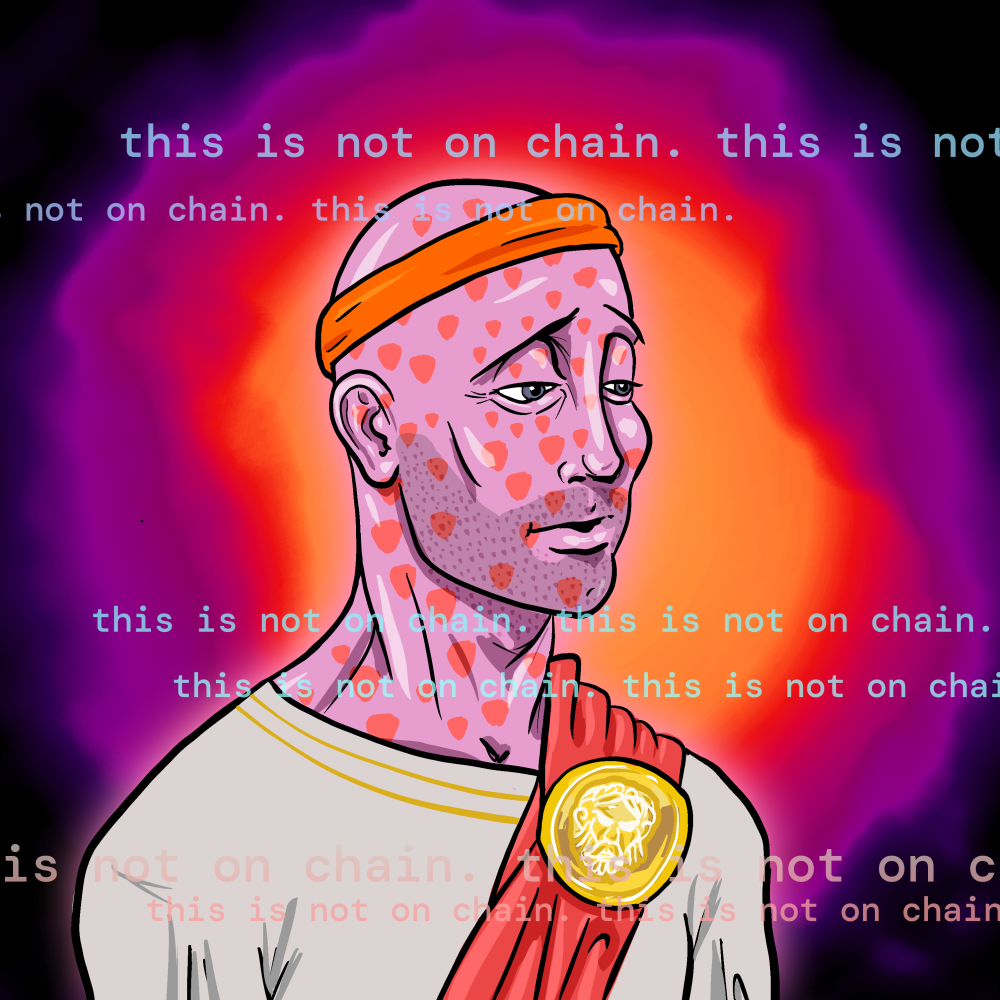 this is not on chain. this is not
not on chain. this is not on chain.
this is not on chain. this is not on chain.
this is not on chain. this is not on chai
is not on chain. this is not on c
this is not on chain. this is not on chain